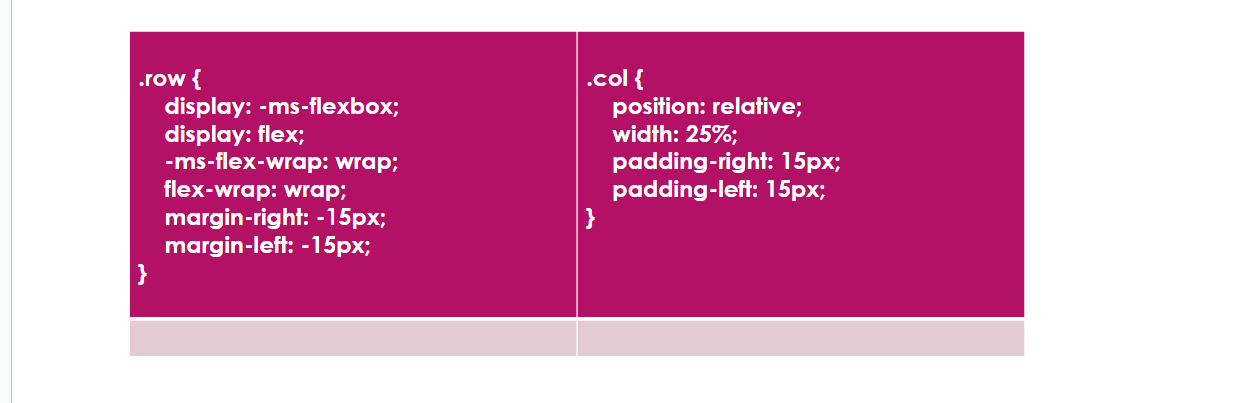 .row {
display: -ms-flexbox;
display: flex;
-ms-flex-wrap: wrap;
flex-wrap: wrap;
margin-right: -15px;
margin-left: -15px;
}
.col {
position: relative;
width: 25%;
padding-right: 15px;
padding-left: 15px;
}